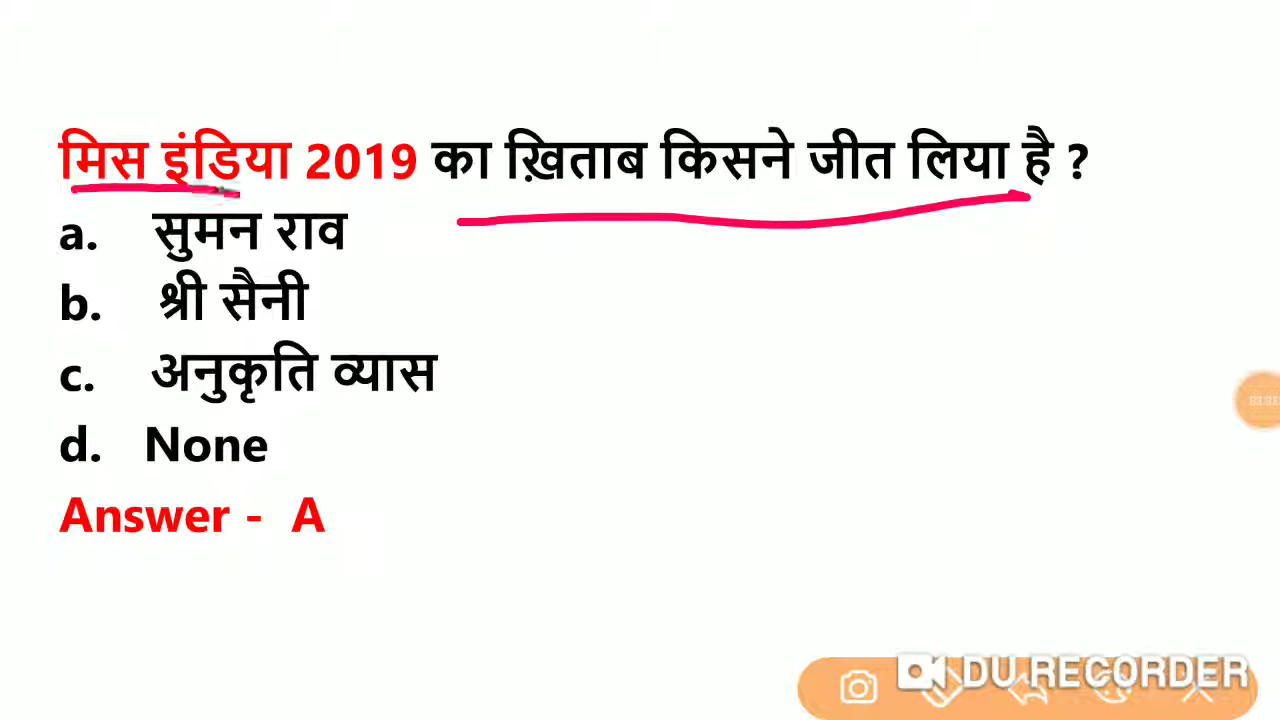 मिस इंडिया 2019 का ख़िताब किसने जीत लिया है ?
a. सुमन राव
b. श्री सैनी
c. अनुकृति व्यास
d. None
Answer - A
DU RECORDER